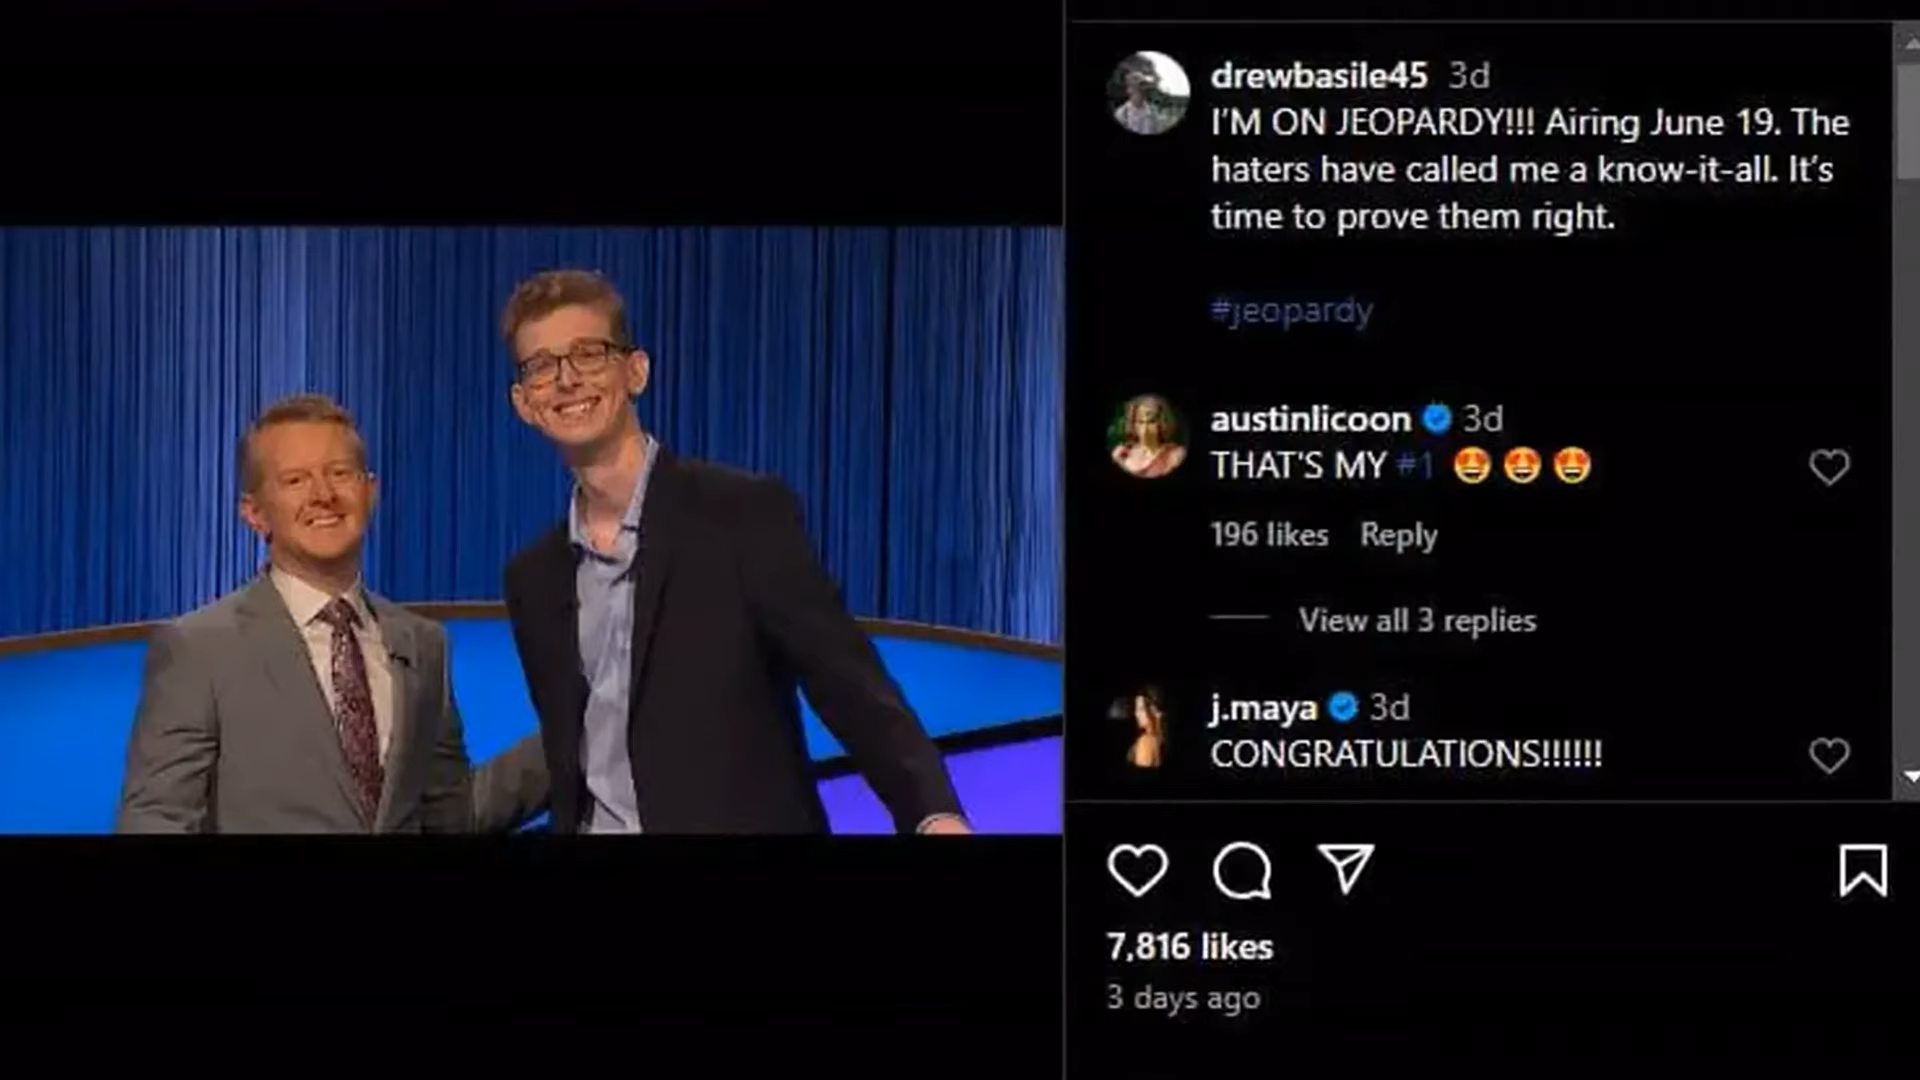 drewbasile45 3d
I'M ON JEOPARDY!!! Airing June 19. The
haters have called me a know-it-all. It's
time to prove them right.
#jeopardy
austinlicoon 3d
THAT'S MY #1 🤩 🤩 🤩
196 likes Reply
View all 3 replies
j.maya 3d
CONGRATULATIONS!!!!!!
7,816 likes
3 days ago